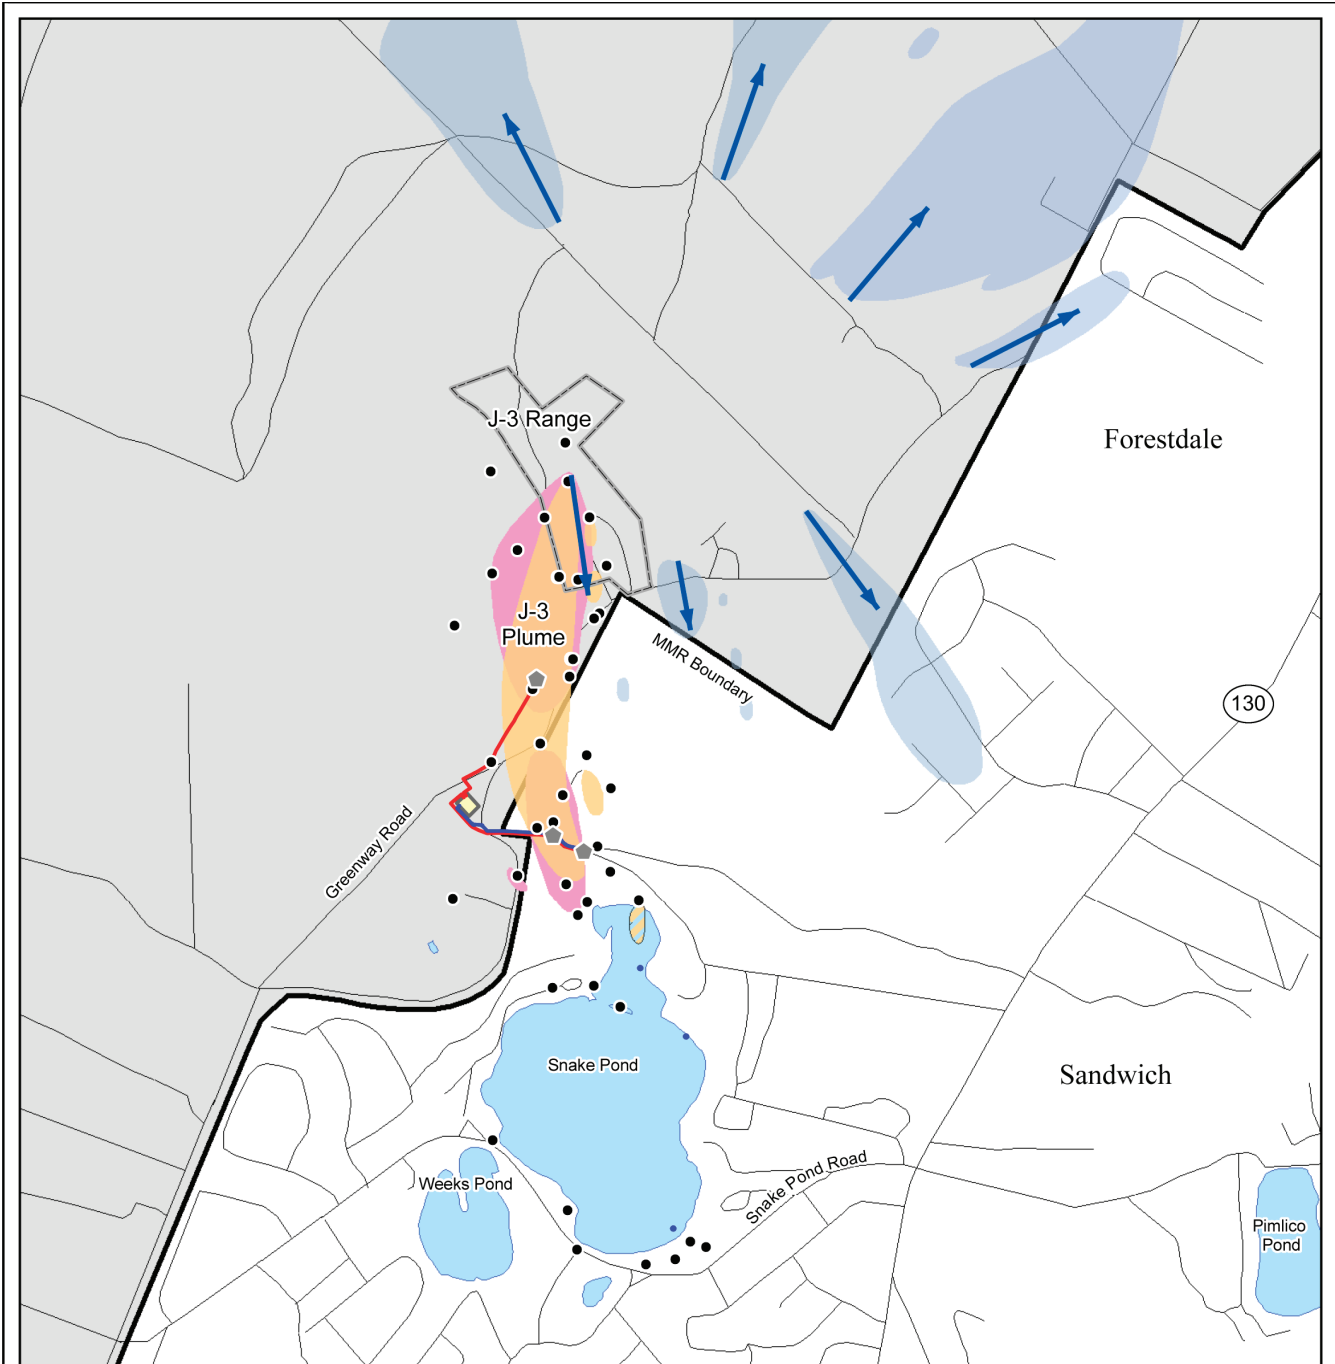 J-3 Range
Forestdale
J-3
Plume
MMR Boundary
130
Greenway Road
Snake Pond
Sandwich
Weeks Pond
Snake Pond Road
Pimlico
Pond